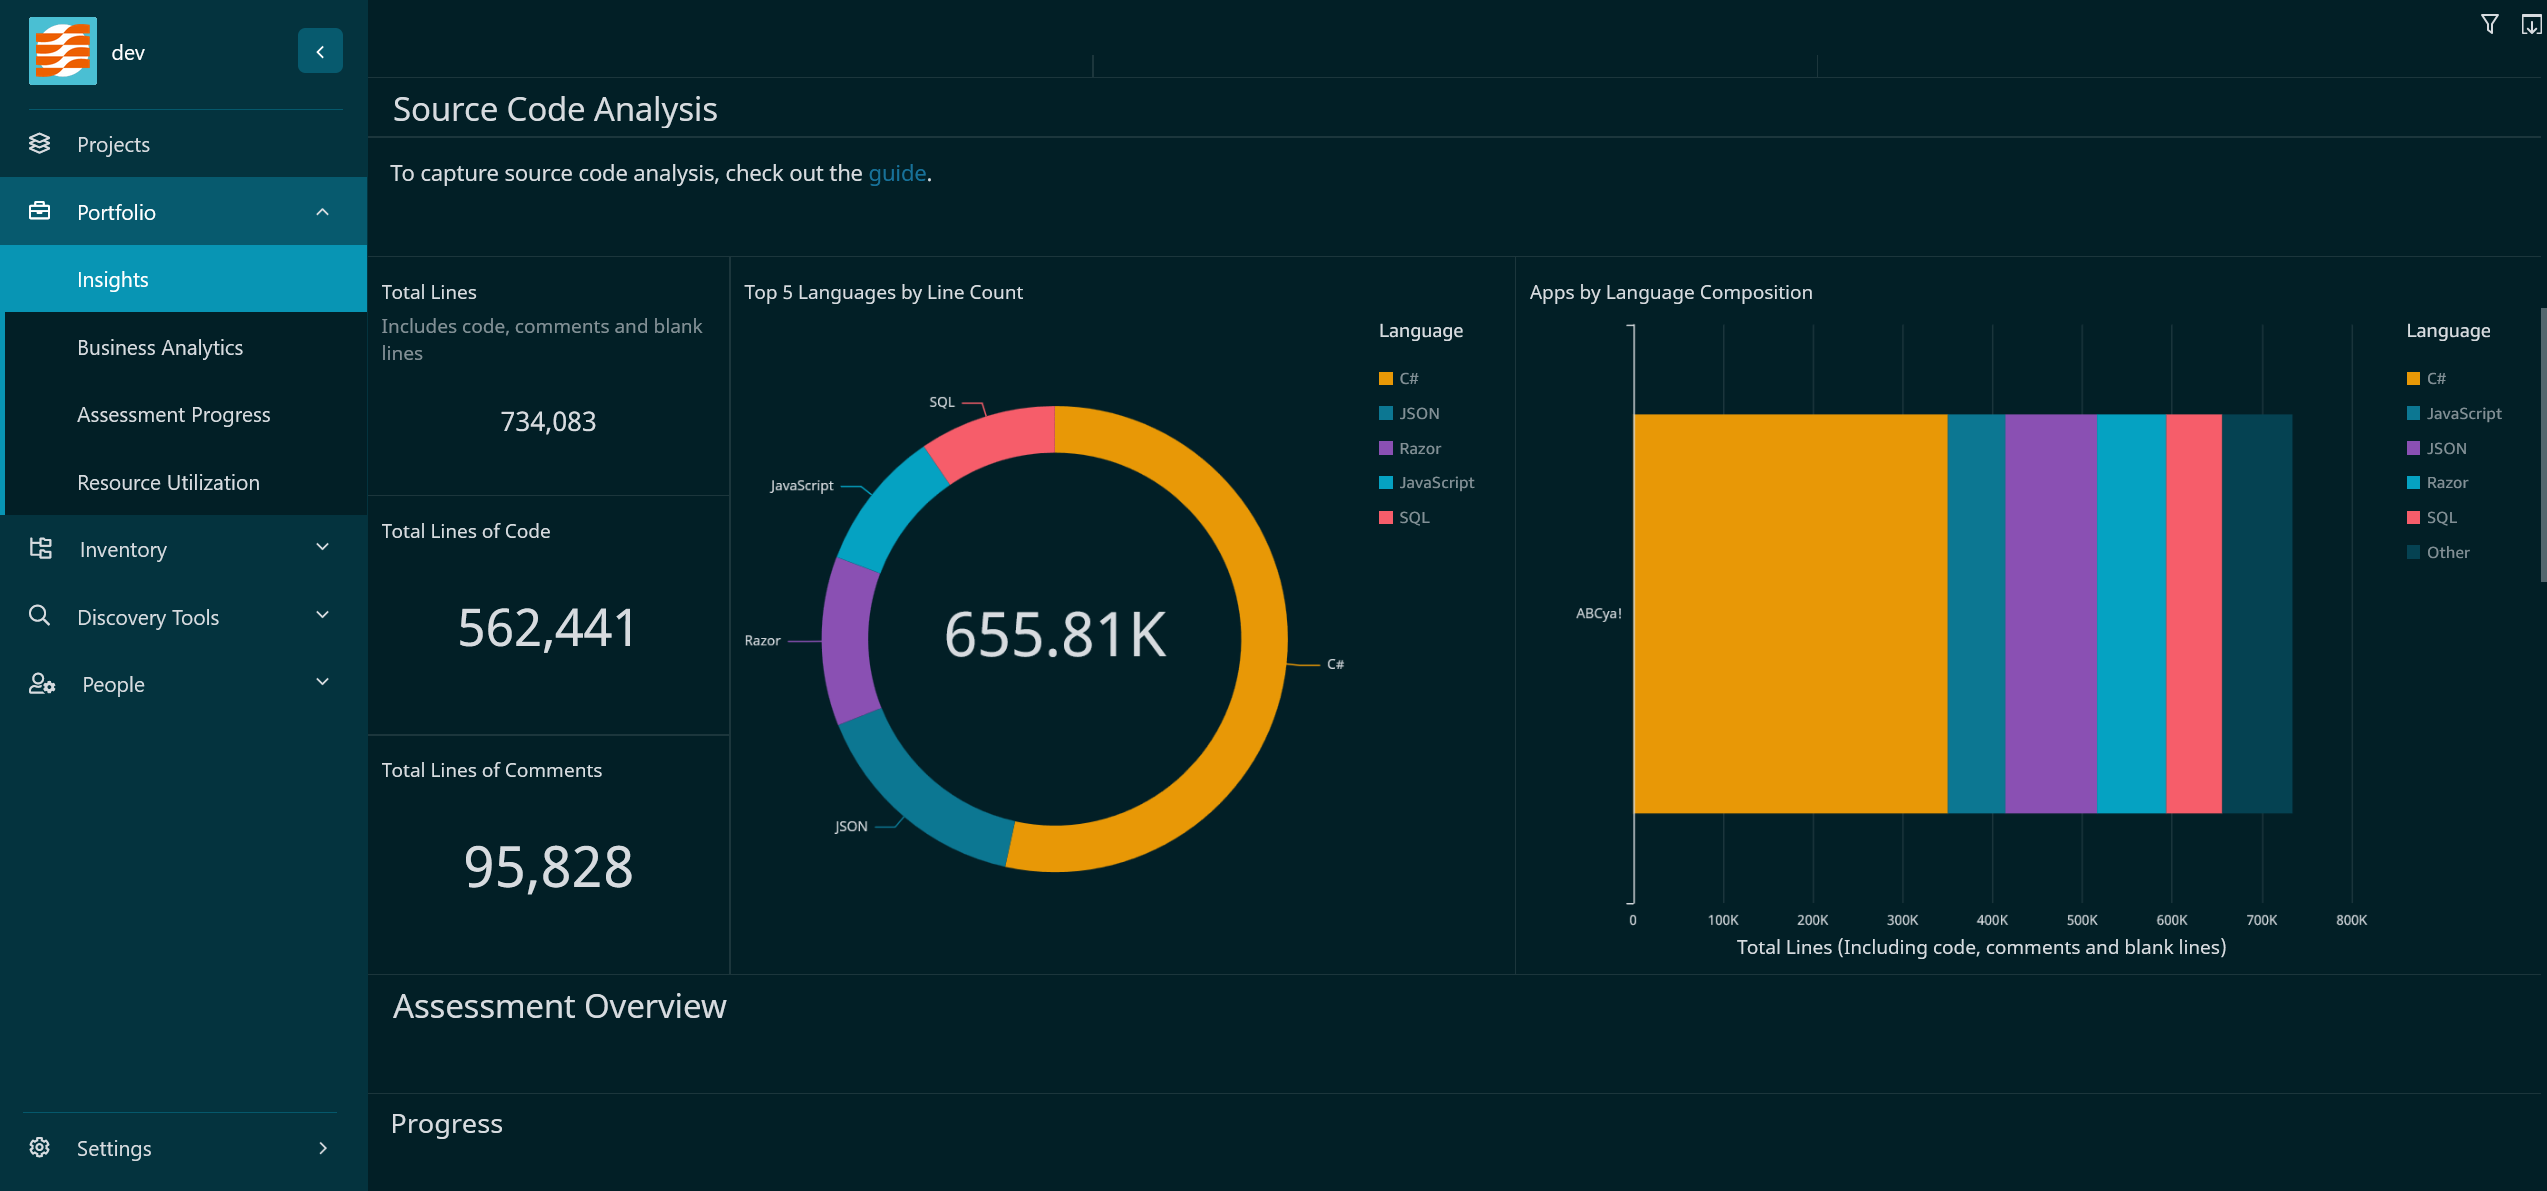 dev
Projects
Portfolio
Insights
Business Analytics
Assessment Progress
Resource Utilization
Inventory
Discovery Tools
People
Settings
Source Code Analysis
To capture source code analysis, check out the guide.
Total Lines
Includes code, comments and blank
lines
734,083
Total Lines of Code
562,441
Total Lines of Comments
95,828
Top 5 Languages by Line Count
Language
C#
JSON
Razor
JavaScript
SQL
SQL
JavaScript
Razor
JSON
C#
655.81K
Apps by Language Composition
Language
C#
JavaScript
JSON
Razor
SQL
Other
ABCya!
0 100K 200K 300K 400K 500K 600K 700K 800K
Total Lines (Including code, comments and blank lines)
Assessment Overview
Progress